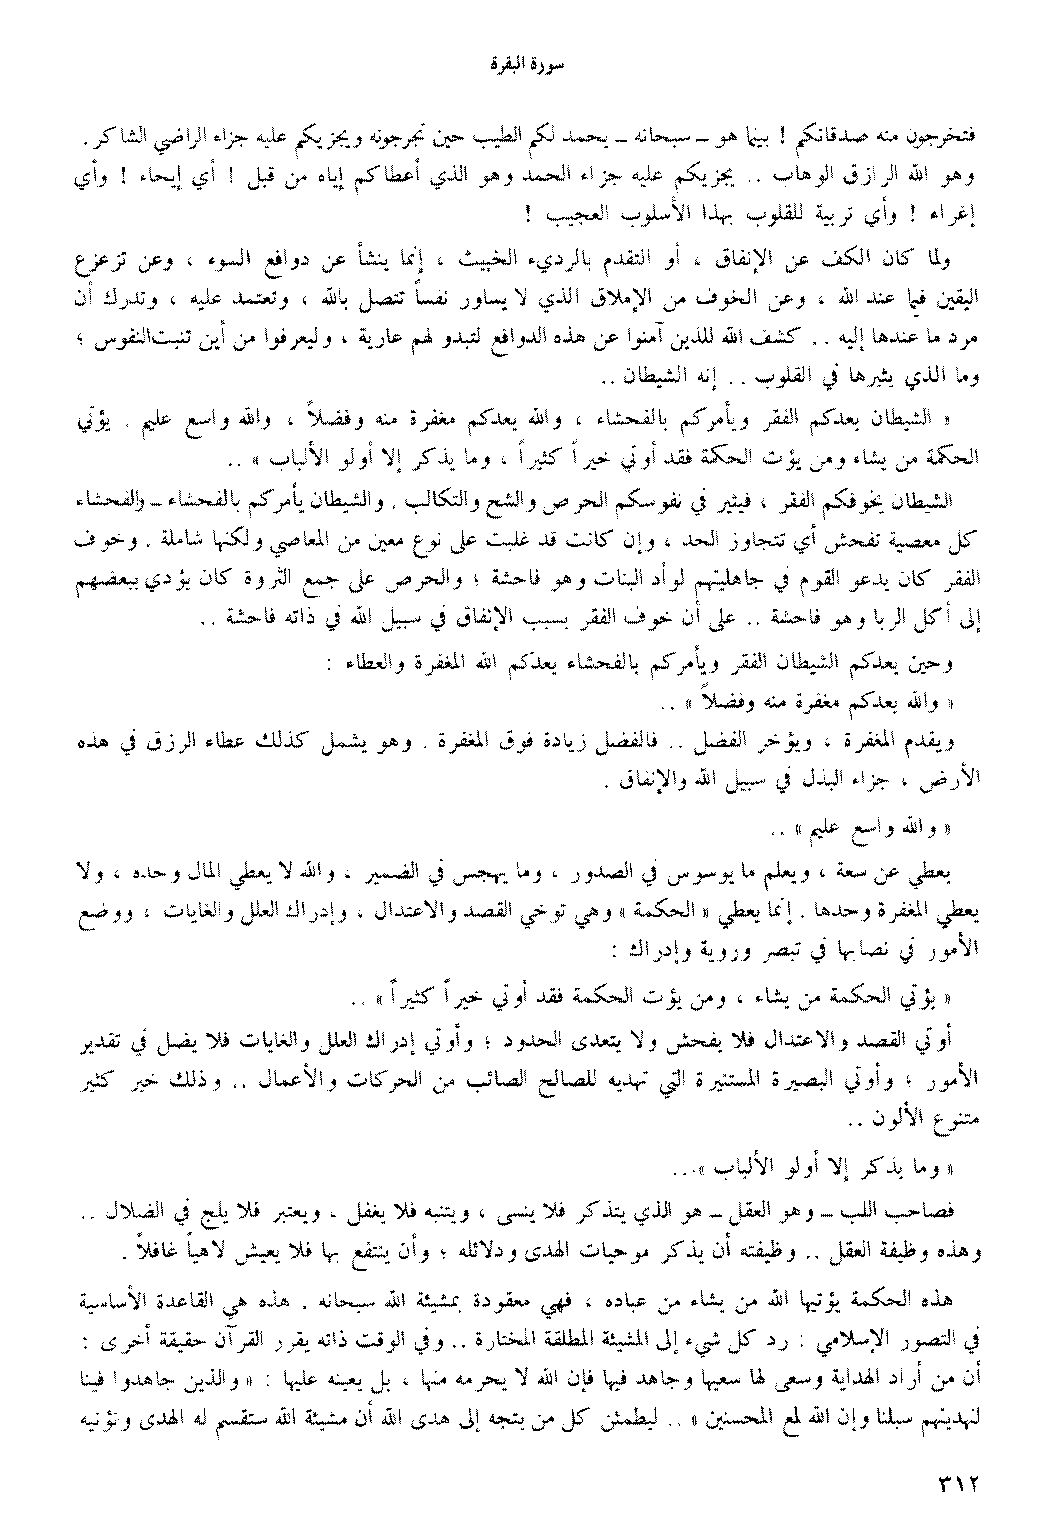 سورة البقرة
فتخرجون منه صدقاتكم ! بينما هو ــ سبحانه ــ يحمد لكم الطيب حين تخرجونه ويجزيكم عليه جزاء الراضي الشاكر .
وهو الله الرازق الوهاب .. يجزيكم عليه جزاء الحمد وهو الذي أعطاكم إياه من قبل ! أي إيحاء ! وأي
إغراء ! وأي تربية للقلوب بهذا الأسلوب العجيب !
ولما كان الكف عن الإنفاق ، أو التقدم بالرديء الخبيث ، إنما ينشأ عن دوافع السوء ، وعن تزعزع
اليقين فيما عند الله ، وعن الخوف من الإملاق الذي لا يساور نفساً تتصل بالله ، وتعتمد عليه ، وتدرك أن
مرد ما عندها إليه .. كشف الله للذين آمنوا عن هذه الدوافع لتبدو لهم عارية ، وليعرفوا من أين تنبت النفوس ؛
وما الذي يثيرها في القلوب .. إنه الشيطان ..
« الشيطان يعدكم الفقر ويأمركم بالفحشاء ، والله يعدكم مغفرة منه وفضلاً ، والله واسع عليم . يؤتي
الحكمة من يشاء ومن يؤت الحكمة فقد أوتي خيراً كثيراً ، وما يذكر إلا أولو الألباب » ..
الشيطان يخوفكم الفقر ، فيثير في نفوسكم الحرص والشح والتكالب . والشيطان يأمركم بالفحشاء ــ والفحشاء
كل معصية تفحش أي تتجاوز الحد ، وإن كانت قد غلبت على نوع معين من المعاصي ولكنها شاملة . وخوف
الفقر كان يدعو القوم في جاهليتهم لوأد البنات وهو فاحشة ؛ والحرص على جمع الثروة كان يؤدي ببعضهم
إلى أكل الربا وهو فاحشة .. على أن خوف الفقر بسبب الإنفاق في سبيل الله في ذاته فاحشة ..
وحين يعدكم الشيطان الفقر ويأمركم بالفحشاء يعدكم الله المغفرة والعطاء :
« والله يعدكم مغفرة منه وفضلاً » ..
ويقدم المغفرة ، ويؤخر الفضل .. فالفضل زيادة فوق المغفرة . وهو يشمل كذلك عطاء الرزق في هذه
الأرض ، جزاء البذل في سبيل الله والإنفاق .
« والله واسع عليم » ..
يعطي عن سعة ، ويعلم ما يوسوس في الصدور ، وما يهجس في الضمير ، والله لا يعطي المال وحده ، ولا
يعطي المغفرة وحدها . إنما يعطي « الحكمة » وهي توخي القصد والاعتدال ، وإدراك العلل والغايات ، ووضع
الأمور في نصابها في تبصر وروية وإدراك :
« يؤتي الحكمة من يشاء ، ومن يؤت الحكمة فقد أوتي خيراً كثيراً » ..
أوتي القصد والاعتدال فلا يفحش ولا يتعدى الحدود ؛ وأوتي إدراك العلل والغايات فلا يضل في تقدير
الأمور ؛ وأوتي البصيرة المستنيرة التي تهديه للصالح الصائب من الحركات والأعمال .. وذلك خير كثير
متنوع الألون ..
« وما يذكر إلا أولو الألباب »...
فصاحب اللب ــ وهو العقل ــ هو الذي يتذكر فلا ينسى ، ويتنبه فلا يغفل ، ويعتبر فلا يلج في الضلال ..
وهذه وظيفة العقل .. وظيفته أن يذكر موحيات الهدى ودلائله ؛ وأن ينتفع بها فلا يعيش لاهياً غافلاً .
هذه الحكمة يؤتيها الله من يشاء من عباده ، فهي معقودة بمشيئة الله سبحانه . هذه هي القاعدة الأساسية
في التصور الإسلامي : رد كل شيء إلى المشيئة المطلقة المختارة .. وفي الوقت ذاته يقرر القرآن حقيقة أخرى :
أن من أراد الهداية وسعى لها سعيها وجاهد فيها فإن الله لا يحرمه منها ، بل يعينه عليها : « والذين جاهدوا فينا
لنهدينهم سبلنا وإن الله لمع المحسنين » .. ليطمئن كل من يتجه إلى هدى الله أن مشيئة الله ستقسم له الهدى وتؤتيه
٣١٢